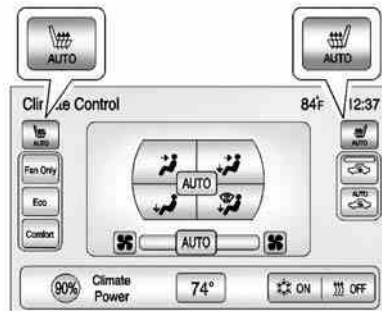 AUTO
AUTO
Climate Control 84°F 12:37
AUTO
AUTO
Fan Only
AUTO
AUTO
Eco
Comfort
AUTO
90% Climate Power 74° ON OFF